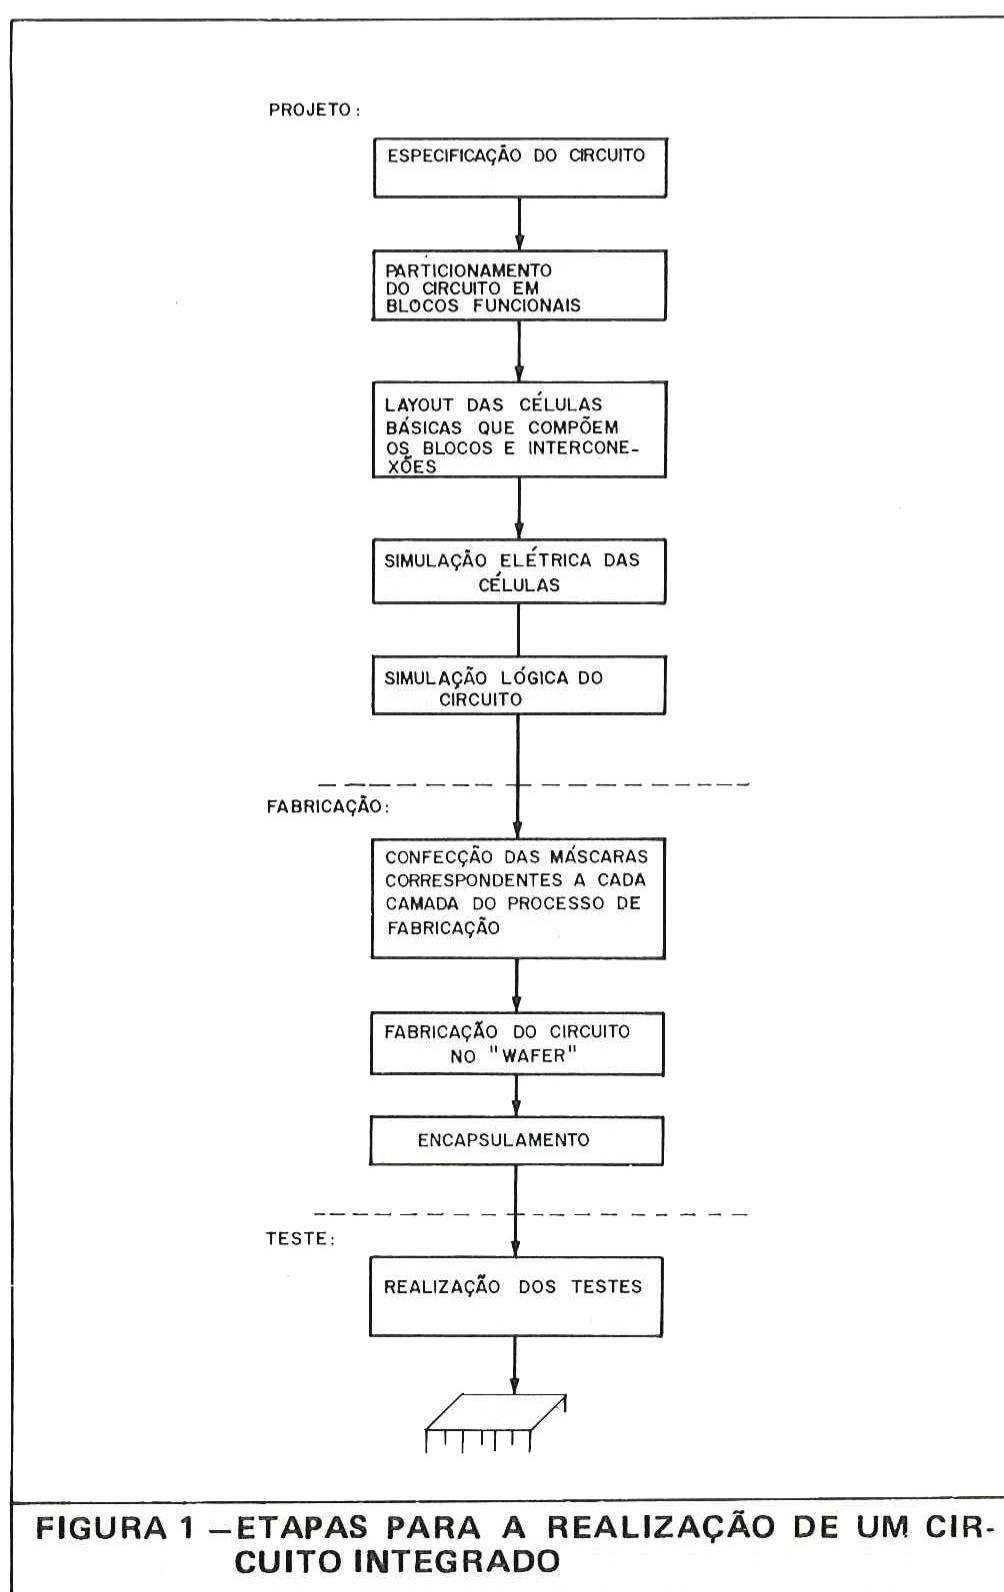 PROJETO:
ESPECIFICAÇÃO DO CIRCUITO
PARTICIONAMENTO
DO CIRCUITO EM
BLOCOS FUNCIONAIS
LAYOUT DAS CÉLULAS
BÁSICAS QUE COMPÕEM
OS BLOCOS E INTERCONE-
XÕES
SIMULAÇÃO ELÉTRICA DAS
CÉLULAS
SIMULAÇÃO LÓGICA DO
CIRCUITO
FABRICAÇÃO:
CONFECÇÃO DAS MÁSCARAS
CORRESPONDENTES A CADA
CAMADA DO PROCESSO DE
FABRICAÇÃO
FABRICAÇÃO DO CIRCUITO
NO "WAFER"
ENCAPSULAMENTO
TESTE:
REALIZAÇÃO DOS TESTES
FIGURA 1 – ETAPAS PARA A REALIZAÇÃO DE UM CIR-
CUITO INTEGRADO